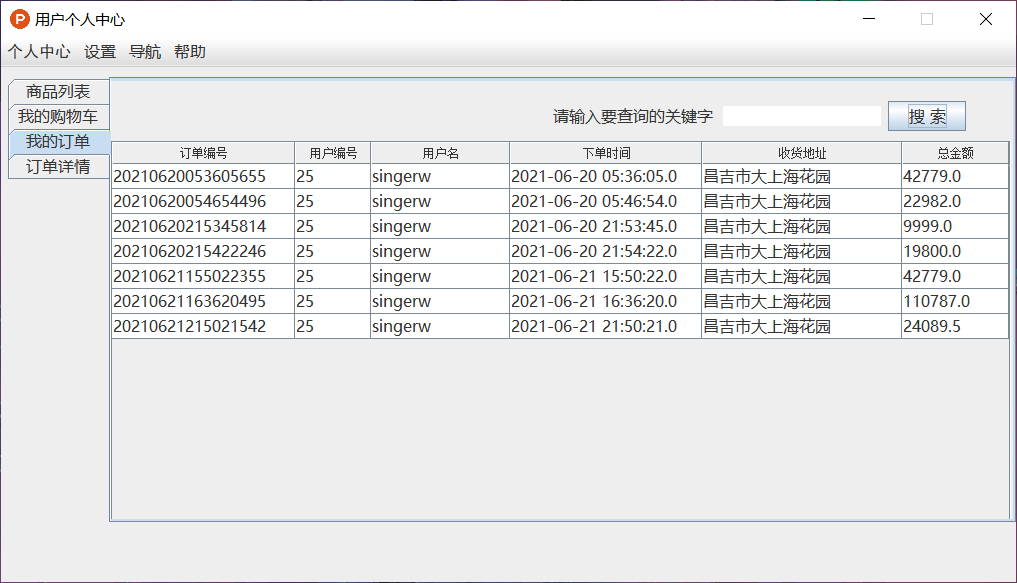 P 用户个人中心
个人中心 设置 导航 帮助
商品列表
我的购物车
我的订单
订单详情
请输入要查询的关键字 搜 索
订单编号 用户编号 用户名 下单时间 收货地址 总金额
20210620053605655 25 singerw 2021-06-20 05:36:05.0 昌吉市大上海花园 42779.0
20210620054654496 25 singerw 2021-06-20 05:46:54.0 昌吉市大上海花园 22982.0
20210620215345814 25 singerw 2021-06-20 21:53:45.0 昌吉市大上海花园 9999.0
20210620215422246 25 singerw 2021-06-20 21:54:22.0 昌吉市大上海花园 19800.0
20210621155022355 25 singerw 2021-06-21 15:50:22.0 昌吉市大上海花园 42779.0
20210621163620495 25 singerw 2021-06-21 16:36:20.0 昌吉市大上海花园 110787.0
20210621215021542 25 singerw 2021-06-21 21:50:21.0 昌吉市大上海花园 24089.5